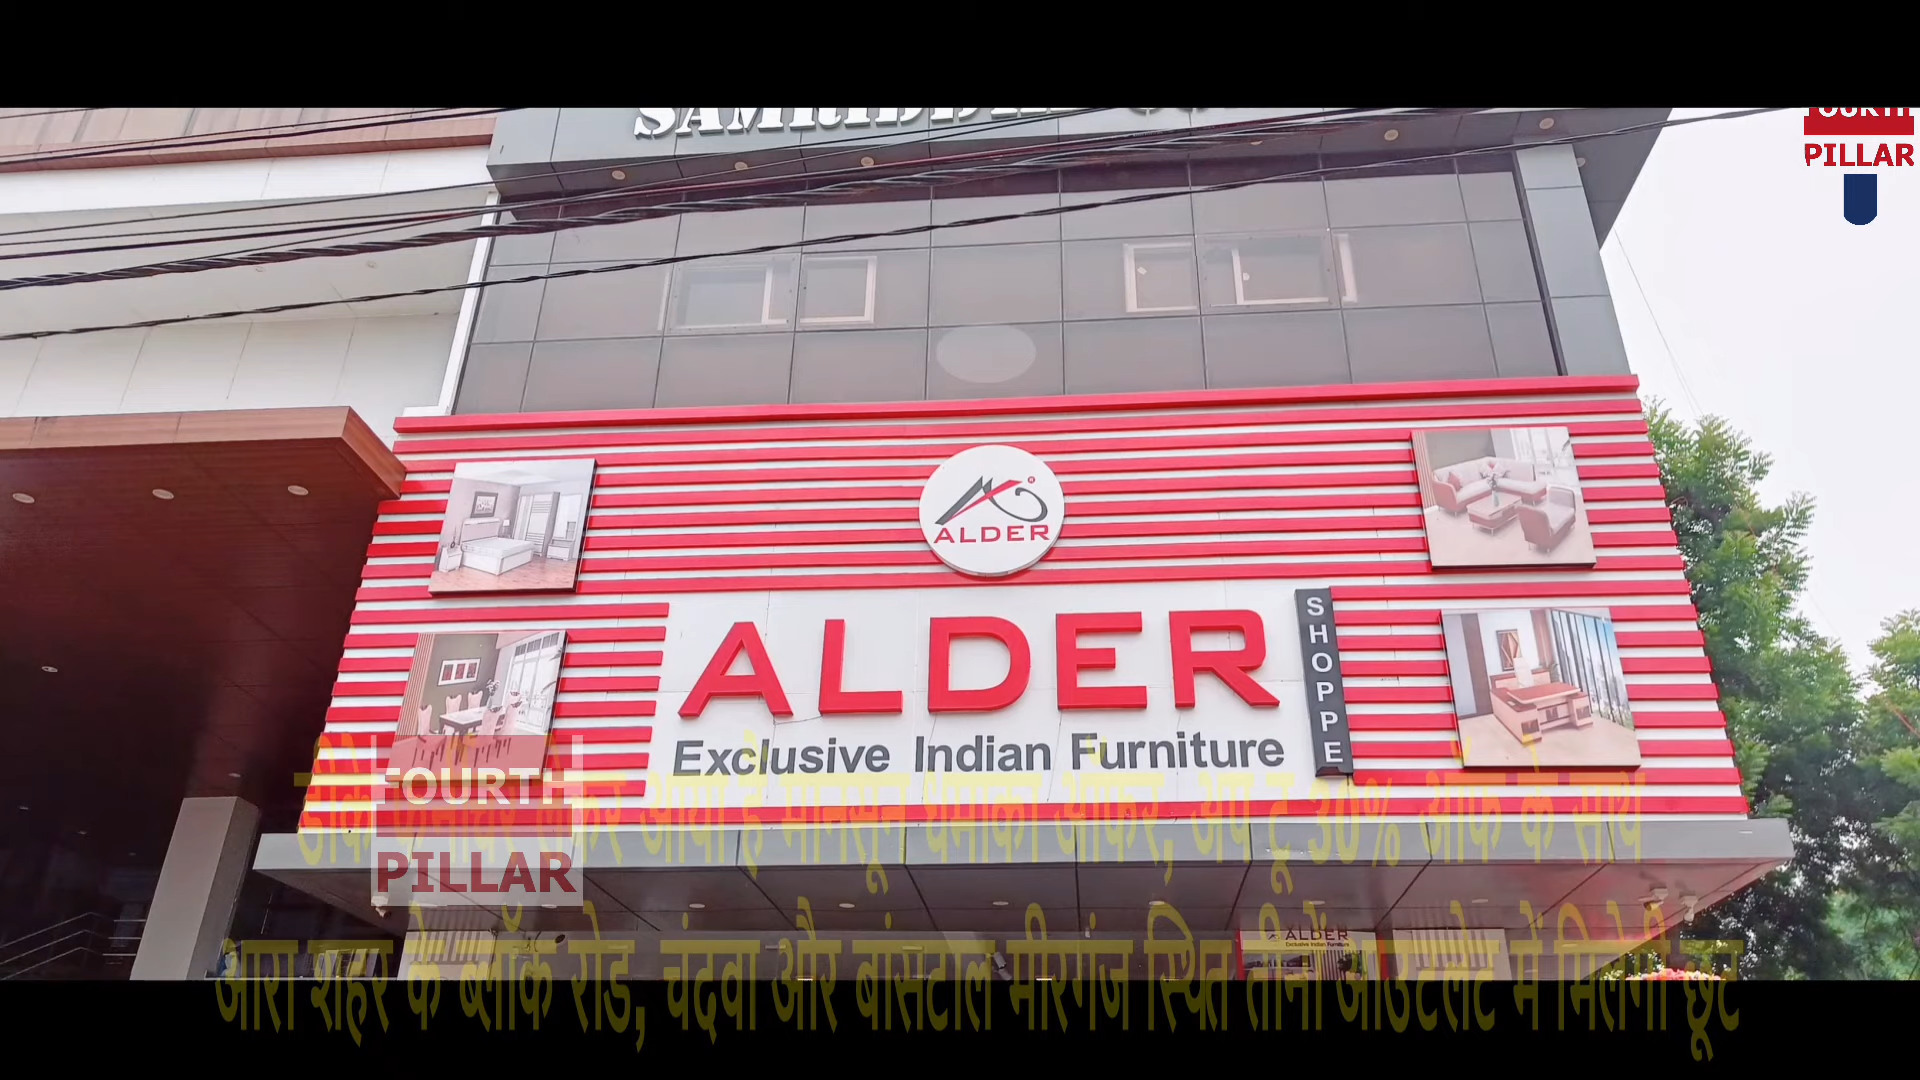 FOURTH
PILLAR
ALDER
ALDER
SHOPPE
Exclusive Indian Furniture
आया है मानसून धमाका ऑफर, अप टू 30% ऑफ के साथ
FOURTH
PILLAR
आरा शहर के ब्लॉक रोड, चंदवा और बांसटाल मीरगंज स्थित तीनों आउटलेट में मिलेगी छूट
ALDER
Exclusive Indian Furniture